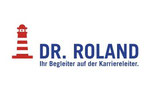 DR. ROLAND
Ihr Begleiter auf der Karriereleiter.